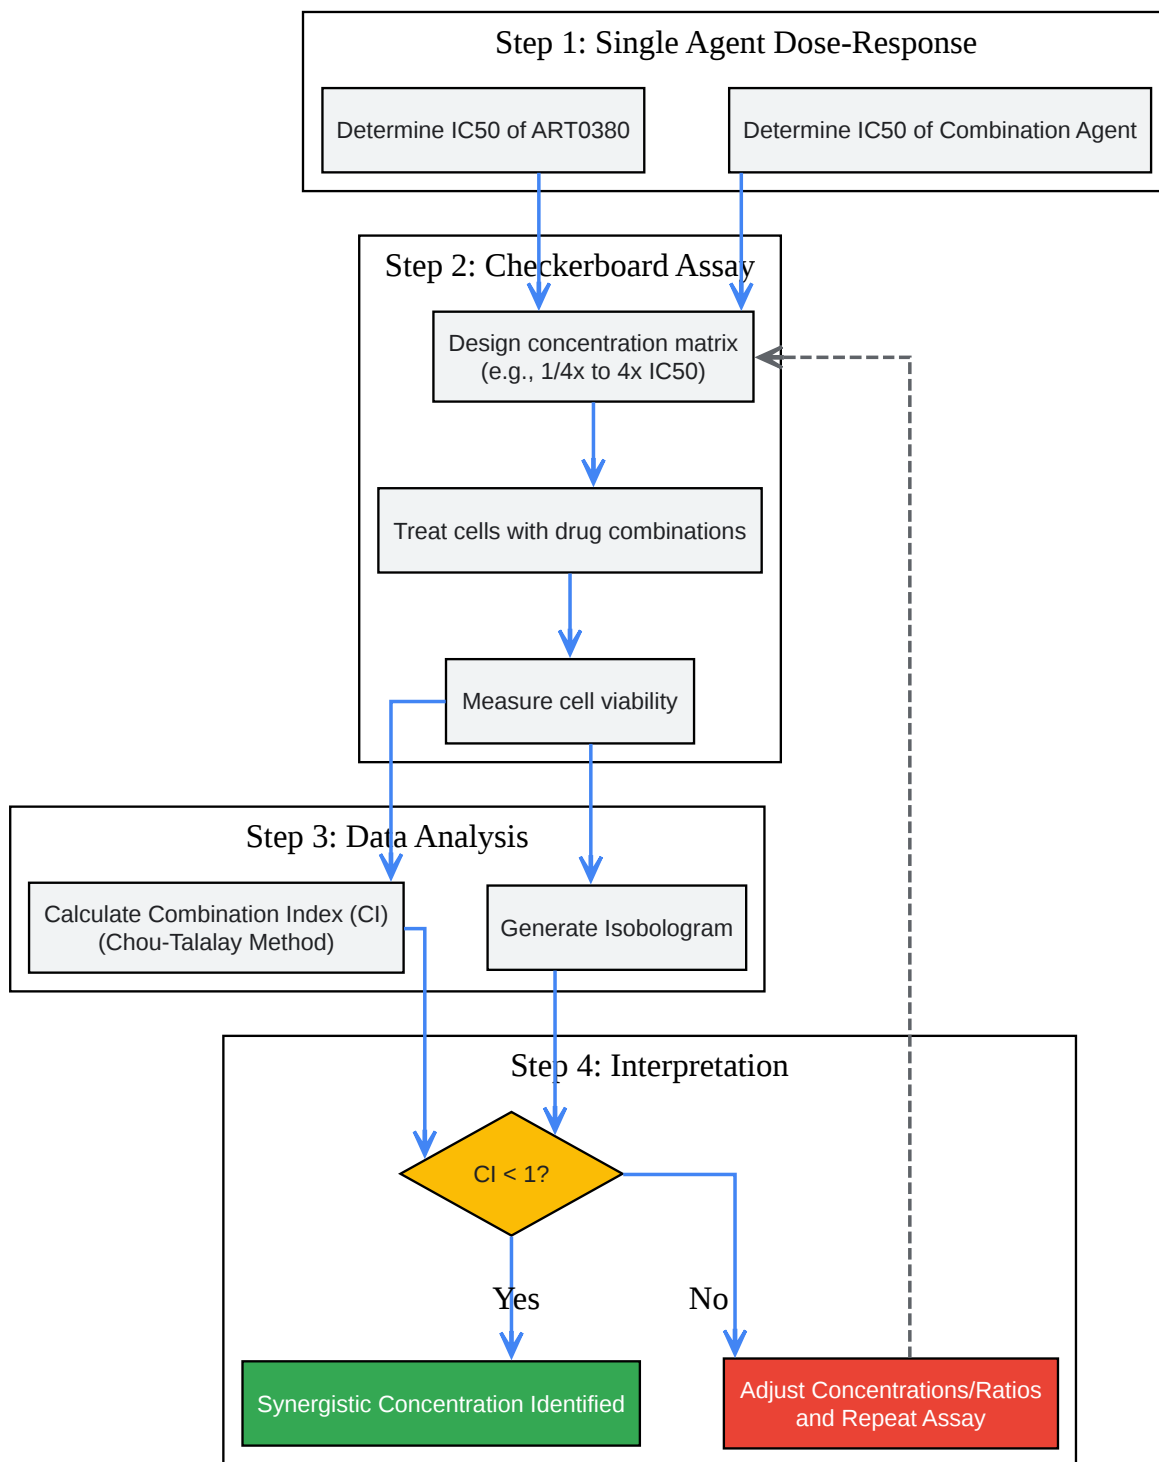 Step 1: Single Agent Dose-Response
Determine IC50 of ART0380
Determine IC50 of Combination Agent
Step 2: Checkerboard Assay
Design concentration matrix
(e.g., 1/4x to 4x IC50)
Treat cells with drug combinations
Measure cell viability
Step 3: Data Analysis
Calculate Combination Index (CI)
(Chou-Talalay Method)
Generate Isobologram
Step 4: Interpretation
CI < 1?
Yes
No
Synergistic Concentration Identified
Adjust Concentrations/Ratios
and Repeat Assay